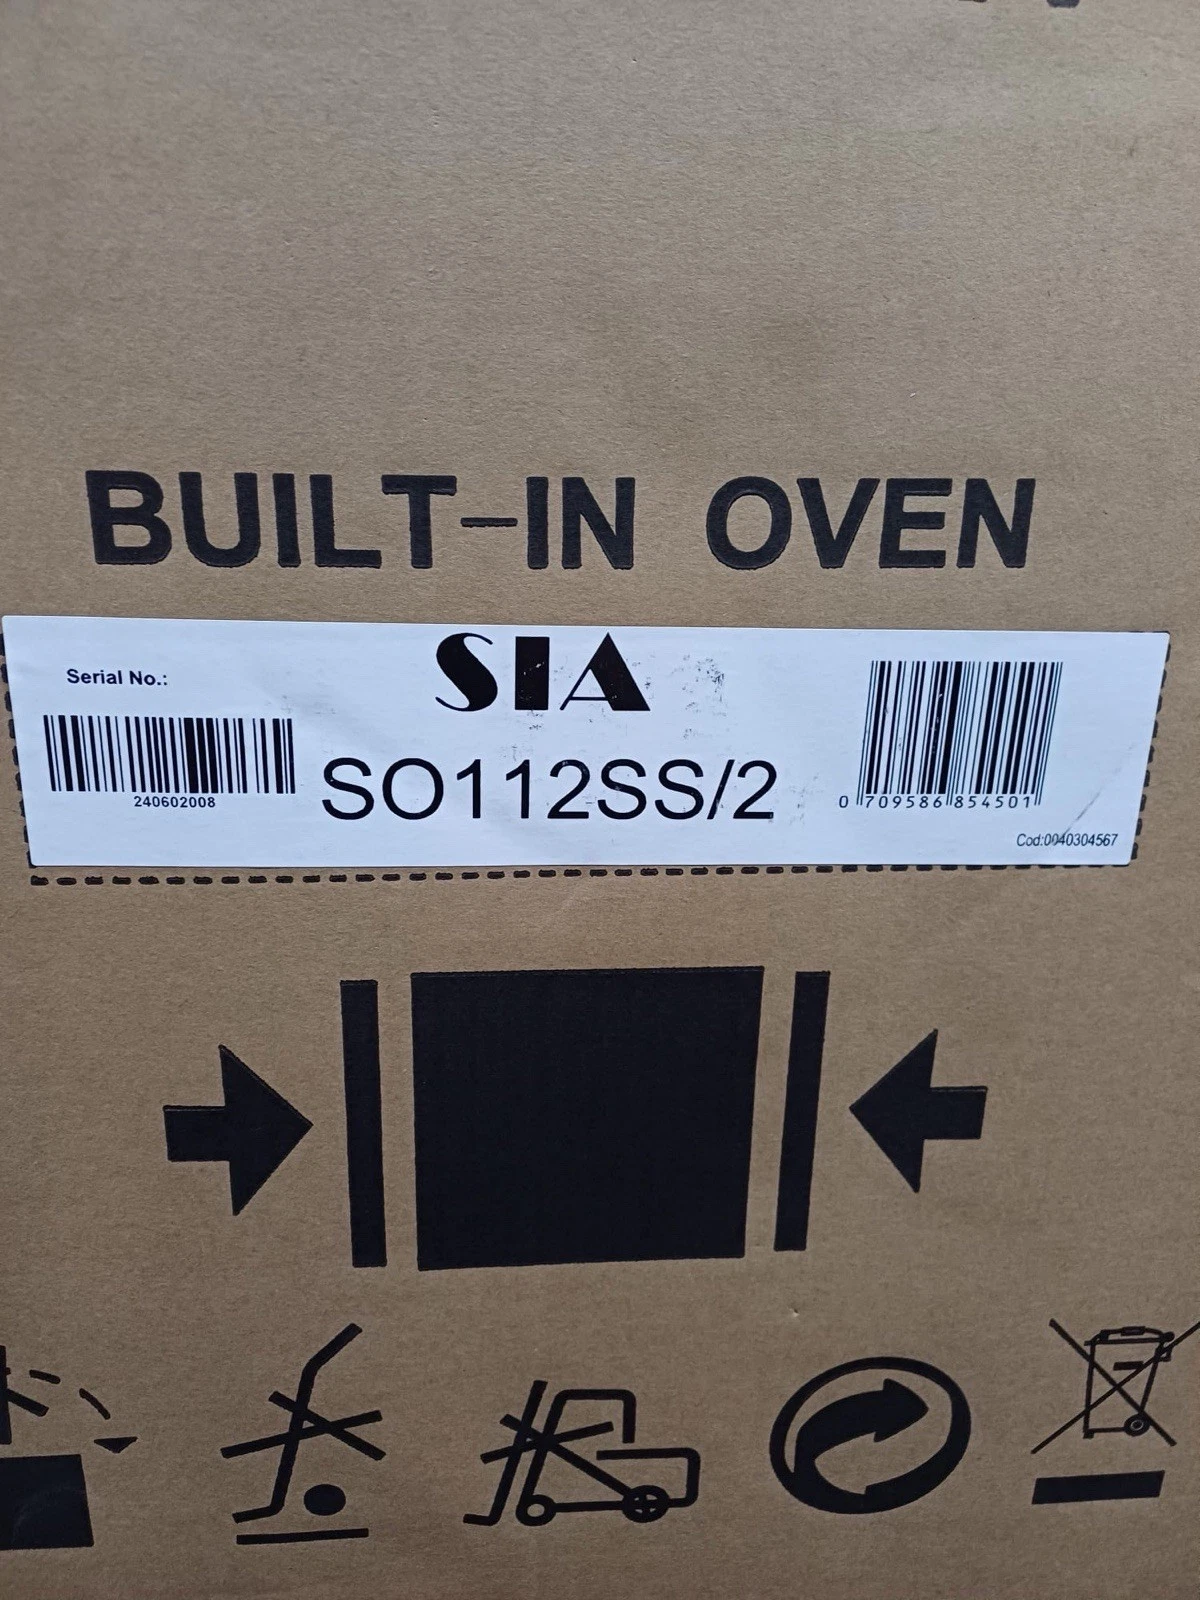 BUILT-IN OVEN
SIA
Serial No.:
240602008
SO112SS/2
0 709586 854501
Cod:0040304567